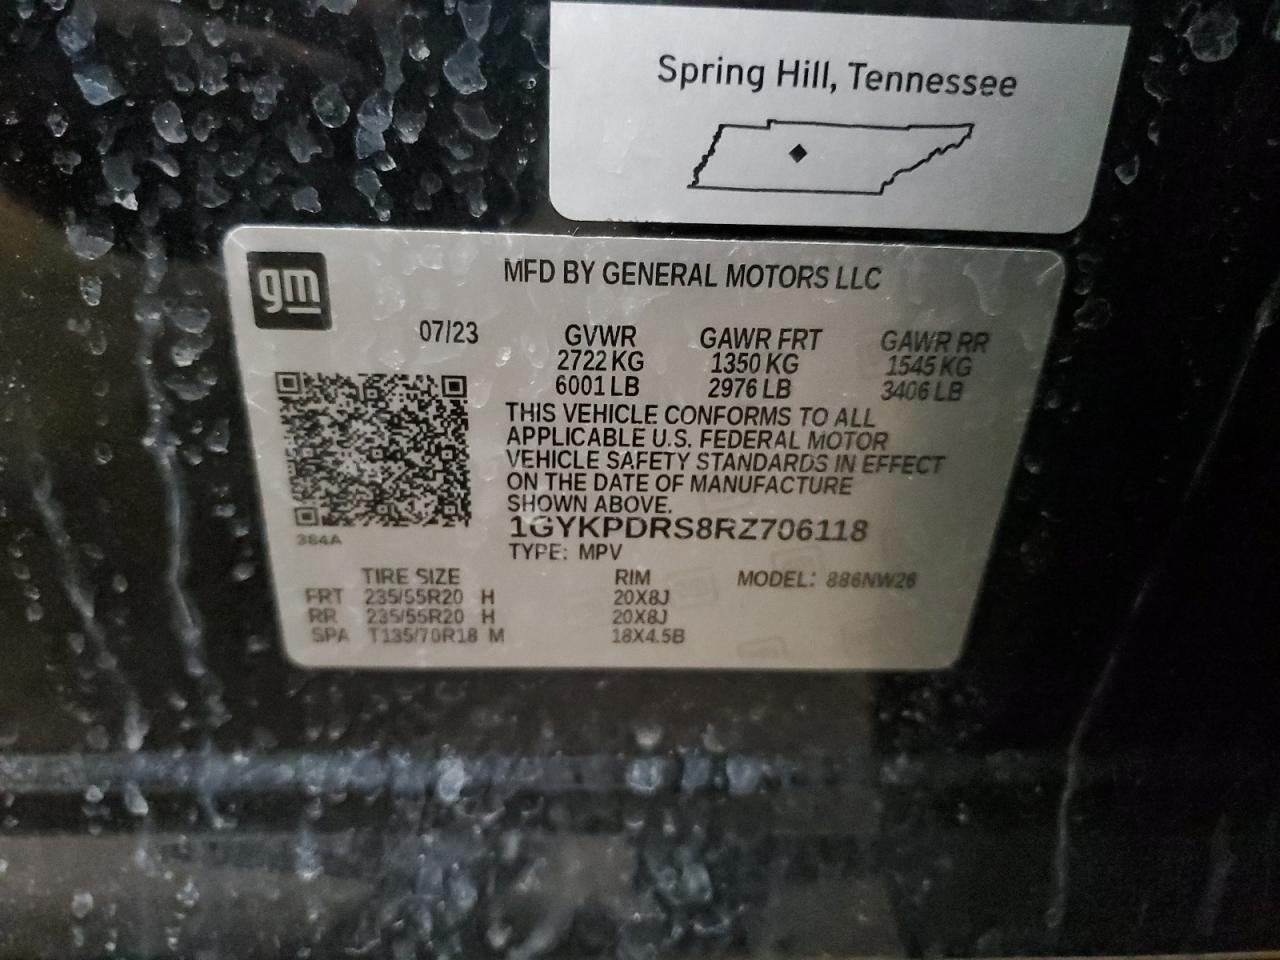 Spring Hill, Tennessee
gm
MFD BY GENERAL MOTORS LLC
07/23 GVWR GAWR FRT GAWR RR
2722 KG 1350 KG 1545 KG
6001 LB 2976 LB 3406 LB
THIS VEHICLE CONFORMS TO ALL
APPLICABLE U.S. FEDERAL MOTOR
VEHICLE SAFETY STANDARDS IN EFFECT
ON THE DATE OF MANUFACTURE
SHOWN ABOVE.
1GYKPDRS8RZ706118
384A
TYPE: MPV
TIRE SIZE RIM MODEL: 886NW26
FRT 235/55R20 H 20X8J
RR 235/55R20 H 20X8J
SPA T135/70R18 M 18X4.5B